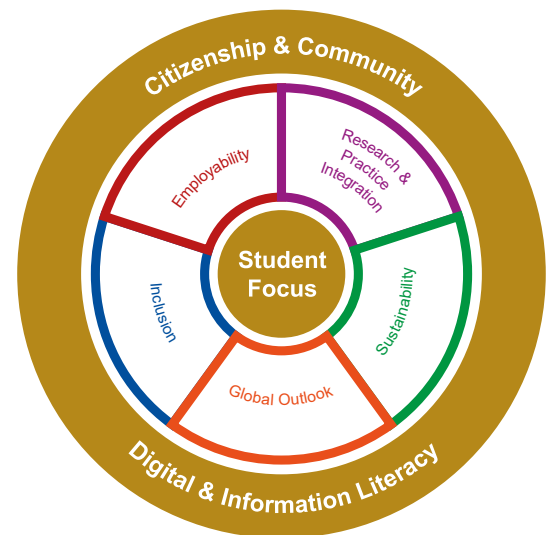 Citizenship & Community
Employability
Research &
Practice
Integration
Student
Focus
Inclusion
Sustainability
Global Outlook
Digital & Information Literacy